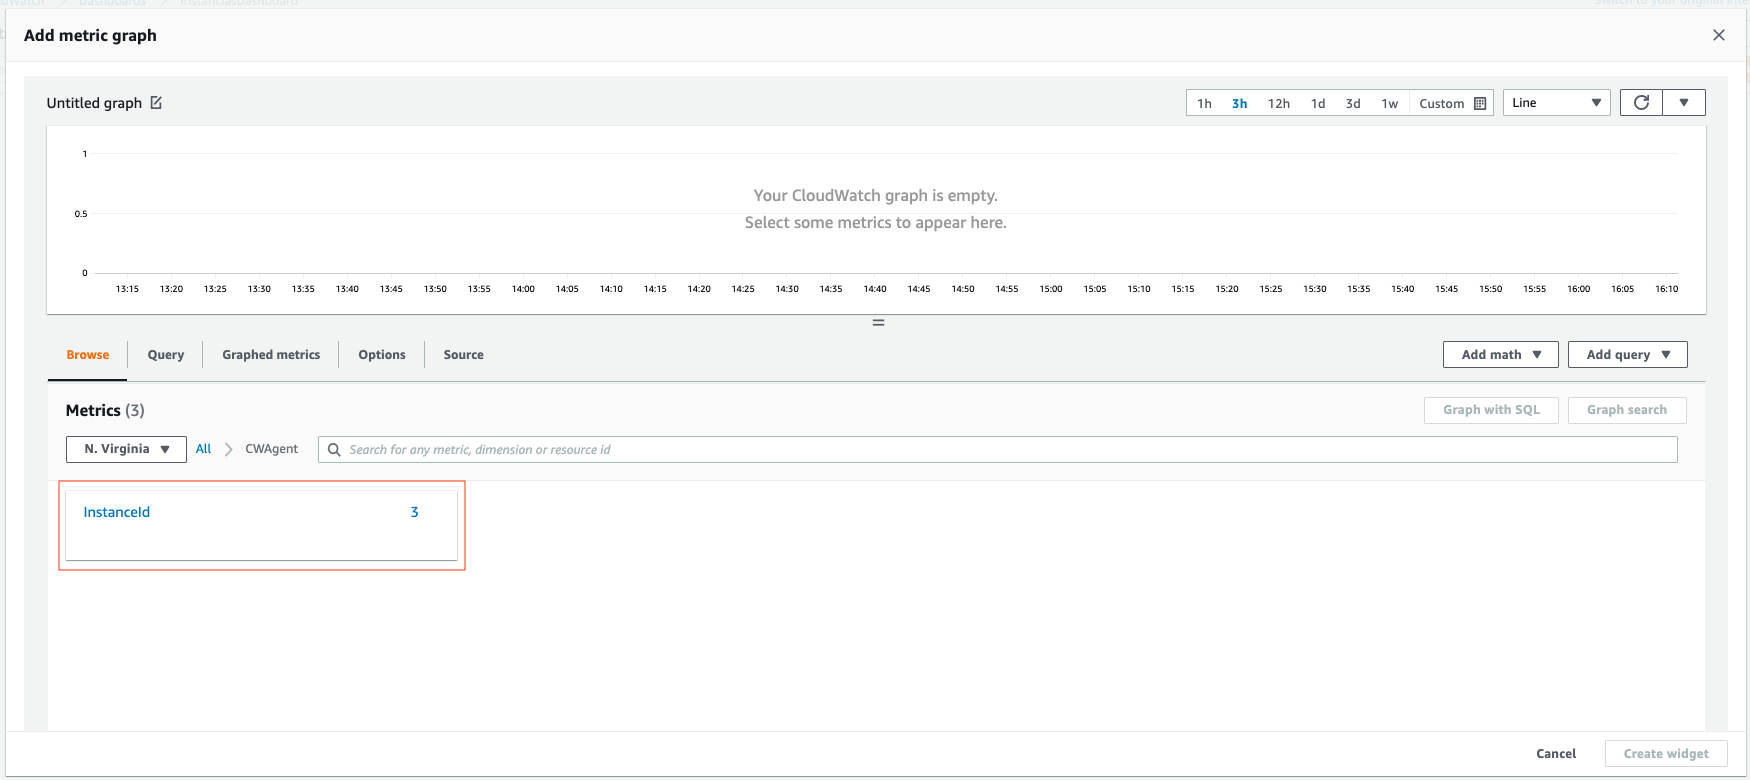 Dashboards
InstanciasDashboard
Add metric graph
Untitled graph
1h 3h 12h 1d 3d 1w Custom Line
1
Your CloudWatch graph is empty.
0.5
Select some metrics to appear here.
0
13:15 13:20 13:25 13:30 13:35 13:40 13:45 13:50 13:55 14:00 14:05 14:10 14:15 14:20 14:25 14:30 14:35 14:40 14:45 14:50 14:55 15:00 15:05 15:10 15:15 15:20 15:25 15:30 15:35 15:40 15:45 15:50 15:55 16:00 16:05 16:10
Browse Query Graphed metrics Options Source Add math Add query
Metrics (3) Graph with SQL Graph search
N. Virginia All CWAgent Search for any metric, dimension or resource id
InstanceId 3
Cancel Create widget